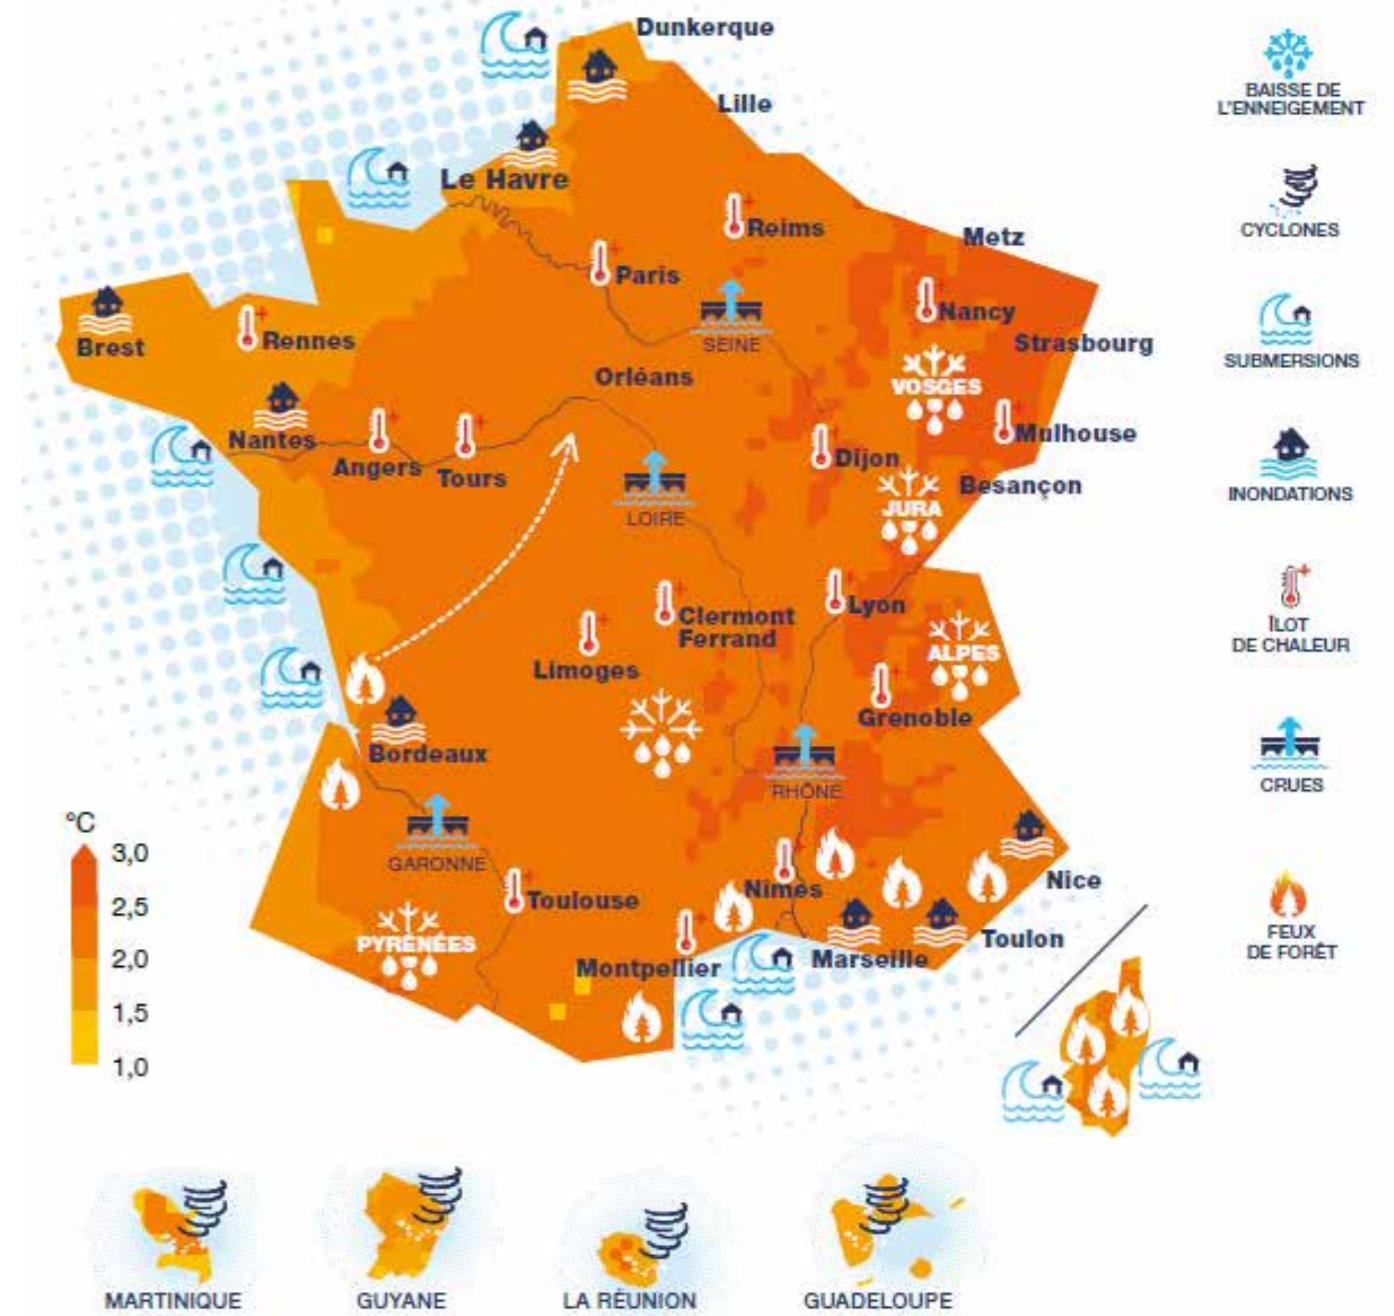 Dunkerque
Lille
Le Havre
Reims
Metz
Paris
Nancy
Brest
Rennes
SEINE
Strasbourg
Orléans
VOSGES
Nantes
Mulhouse
Angers
Tours
Dijon
Besançon
JURA
LOIRE
Lyon
Clermont
Ferrand
ALPES
Limoges
Grenoble
Bordeaux
RHÔNE
GARONNE
Nimes
Nice
Toulouse
PYRÉNÉES
Toulon
Montpellier
Marseille
°C
3,0
2,5
2,0
1,5
1,0
BAISSE DE
L'ENNEIGEMENT
CYCLONES
SUBMERSIONS
INONDATIONS
ÎLOT
DE CHALEUR
CRUES
FEUX
DE FORÊT
MARTINIQUE
GUYANE
LA RÉUNION
GUADELOUPE